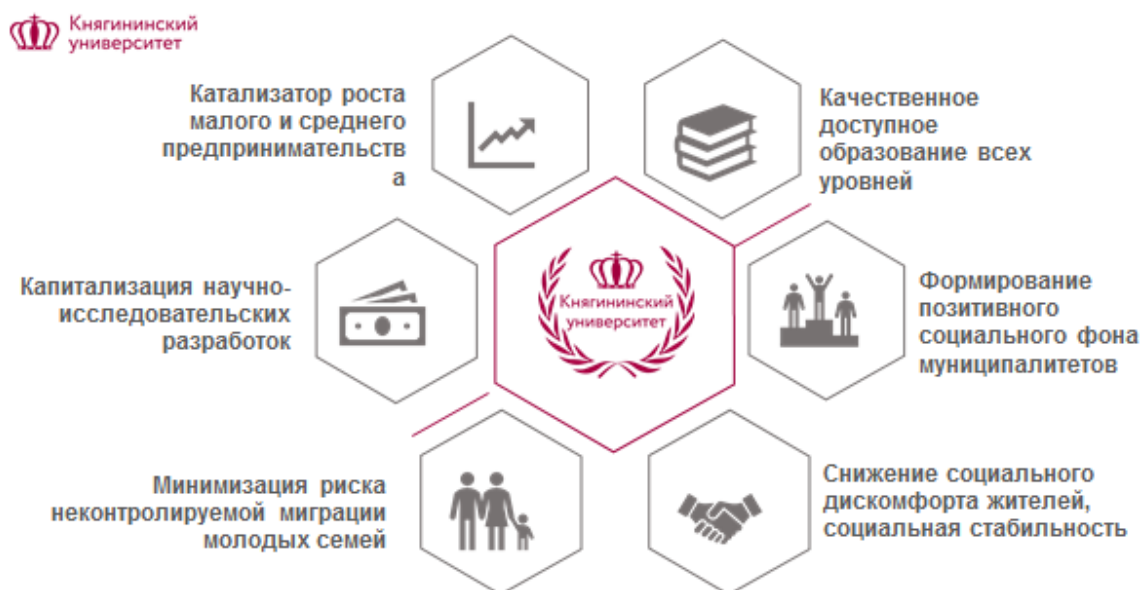 Княгининский
университет
Катализатор роста
малого и среднего
предпринимательств
а
Качественное
доступное
образование всех
уровней
Капитализация научно-
исследовательских
разработок
Княгининский
университет
Формирование
позитивного
социального фона
муниципалитетов
Минимизация риска
неконтролируемой миграции
молодых семей
Снижение социального
дискомфорта жителей,
социальная стабильность